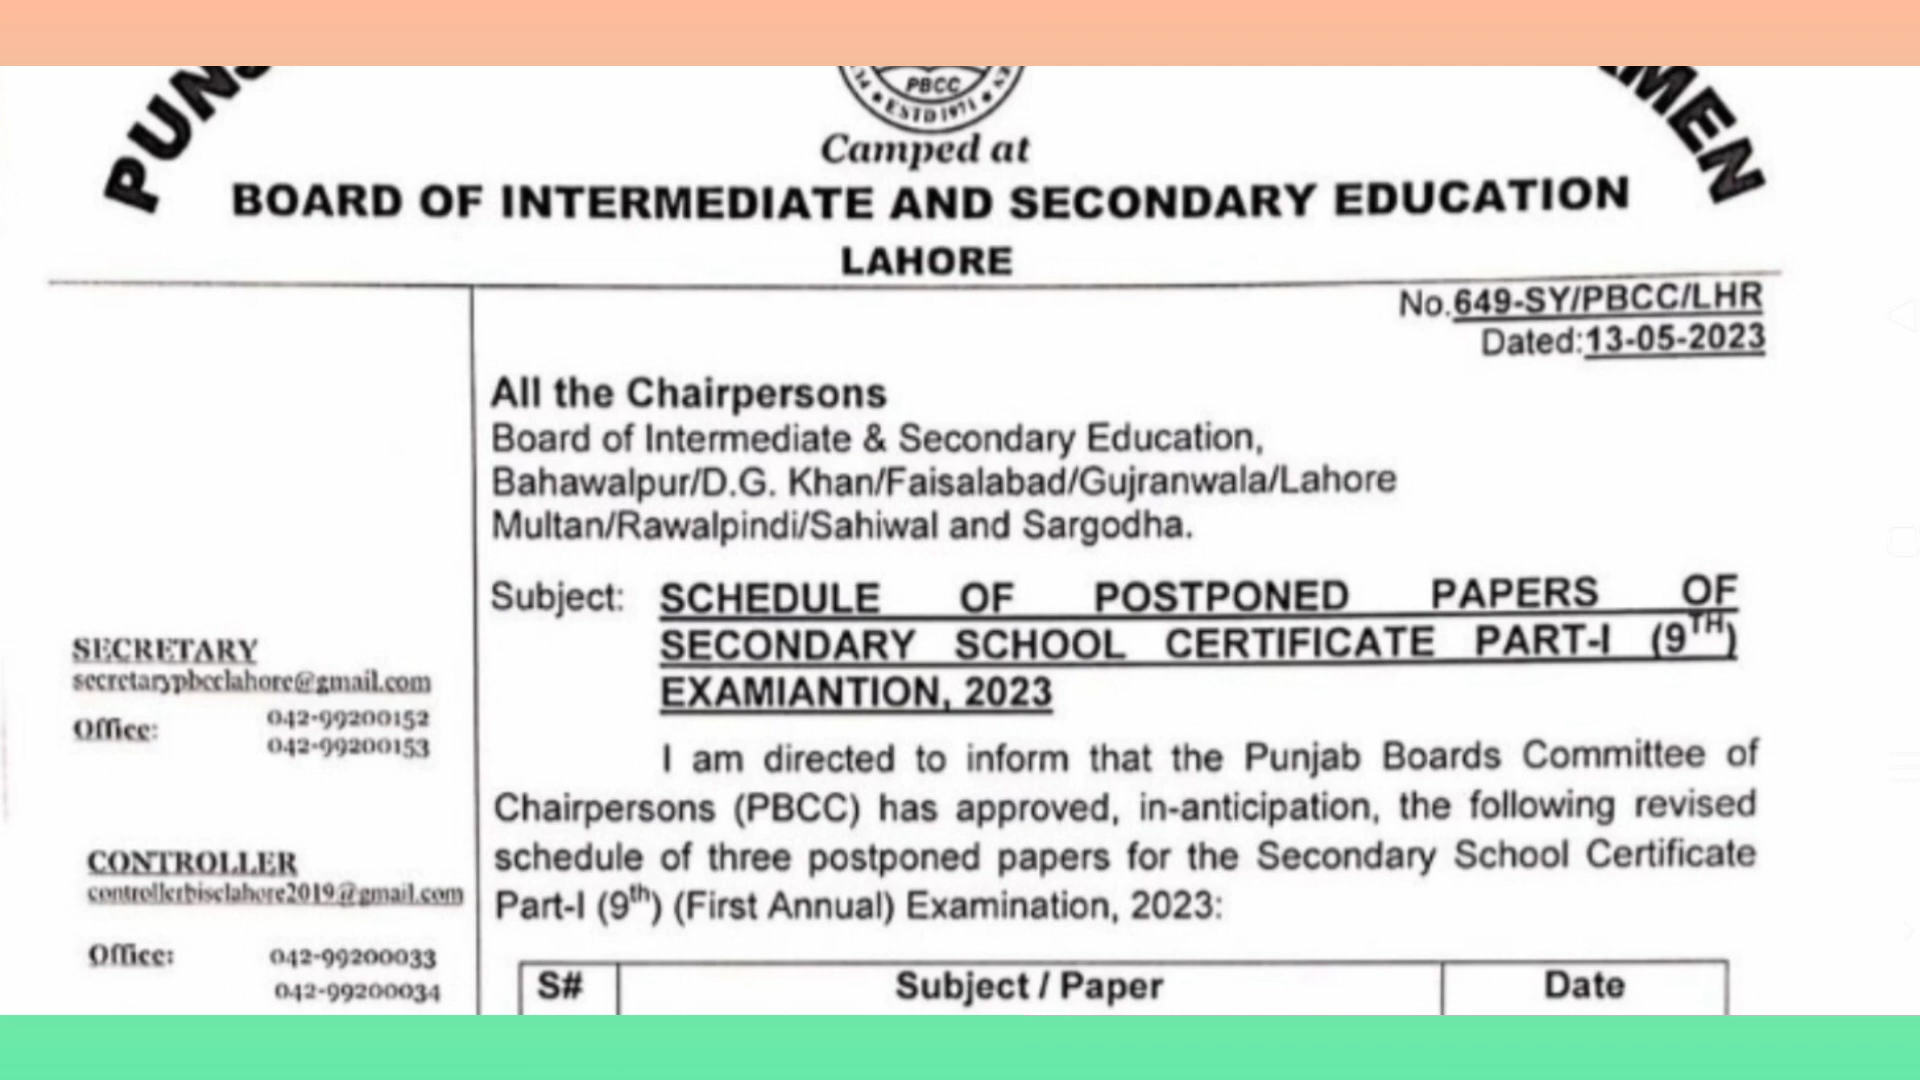 PBCC
ESTD 1971
Camped at
BOARD OF INTERMEDIATE AND SECONDARY EDUCATION
LAHORE
No.649-SY/PBCC/LHR
Dated:13-05-2023
All the Chairpersons
Board of Intermediate & Secondary Education,
Bahawalpur/D.G. Khan/Faisalabad/Gujranwala/Lahore
Multan/Rawalpindi/Sahiwal and Sargodha.
Subject: SCHEDULE OF POSTPONED PAPERS OF
SECONDARY SCHOOL CERTIFICATE PART-I (9TH)
EXAMIANTION, 2023
SECRETARY
secretarypbcclahore@gmail.com
Office: 042-99200152
042-99200153
I am directed to inform that the Punjab Boards Committee of
Chairpersons (PBCC) has approved, in-anticipation, the following revised
schedule of three postponed papers for the Secondary School Certificate
Part-I (9th) (First Annual) Examination, 2023:
CONTROLLER
controllerbiselahore2019@gmail.com
Office: 042-99200033
042-99200034
S# Subject / Paper Date